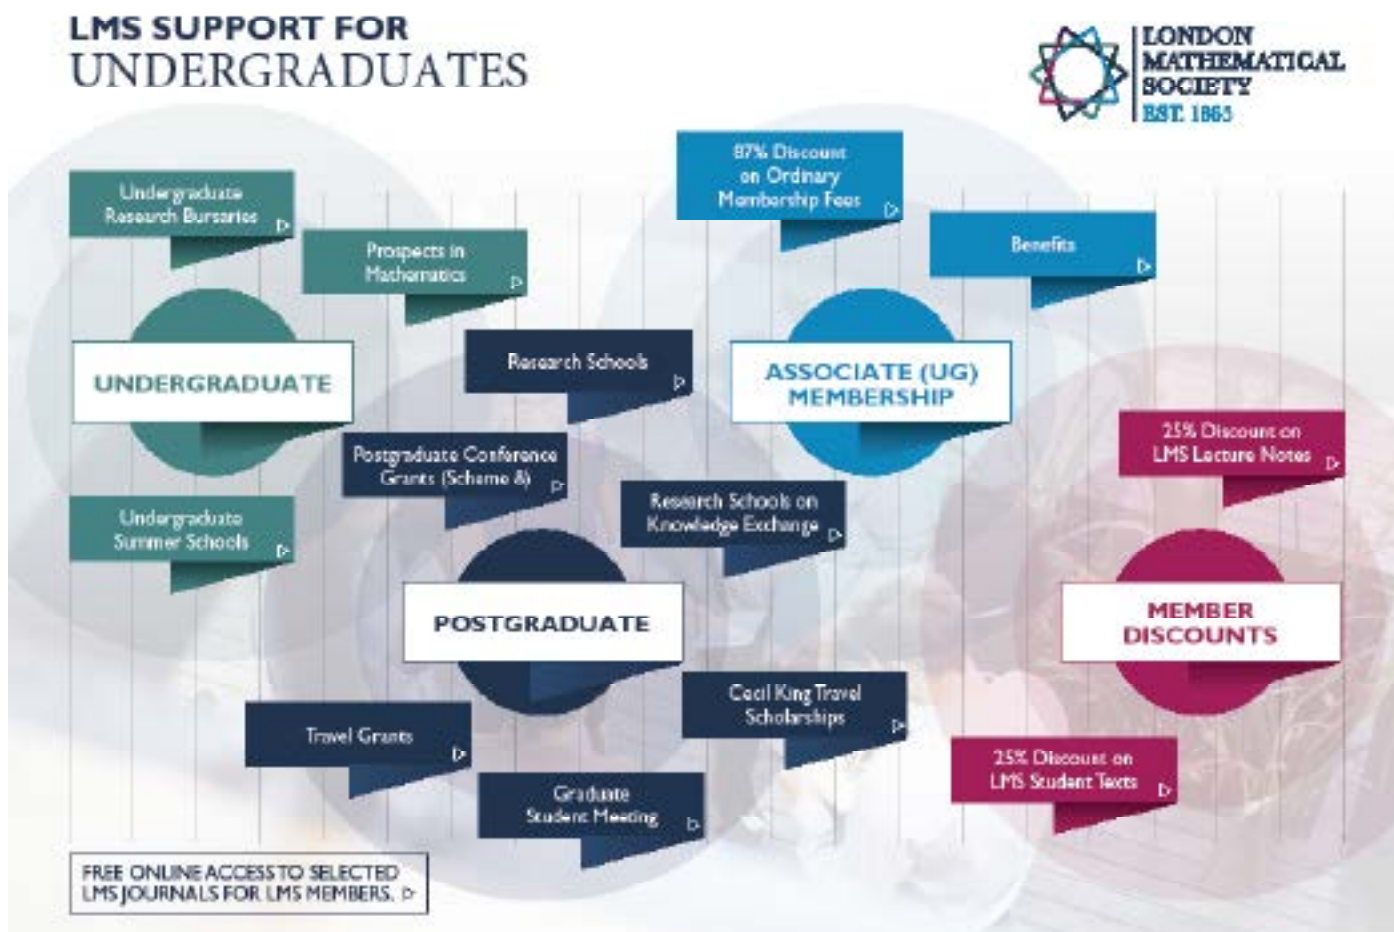 LMS SUPPORT FOR
UNDERGRADUATES
LONDON
MATHEMATICAL
SOCIETY
EST. 1865
87% Discount
on Ordinary
Membership Fees
Undergraduate
Research Bursaries
Prospects in
Mathematics
Benefits
UNDERGRADUATE
Research Schools
ASSOCIATE (UG)
MEMBERSHIP
Postgraduate Conference
Grants (Scheme 8)
25% Discount on
LMS Lecture Notes
Research Schools on
Knowledge Exchange
Undergraduate
Summer Schools
POSTGRADUATE
MEMBER
DISCOUNTS
Cecil King Travel
Scholarships
Travel Grants
25% Discount on
LMS Student Texts
Graduate
Student Meeting
FREE ONLINE ACCESS TO SELECTED
LMS JOURNALS FOR LMS MEMBERS.